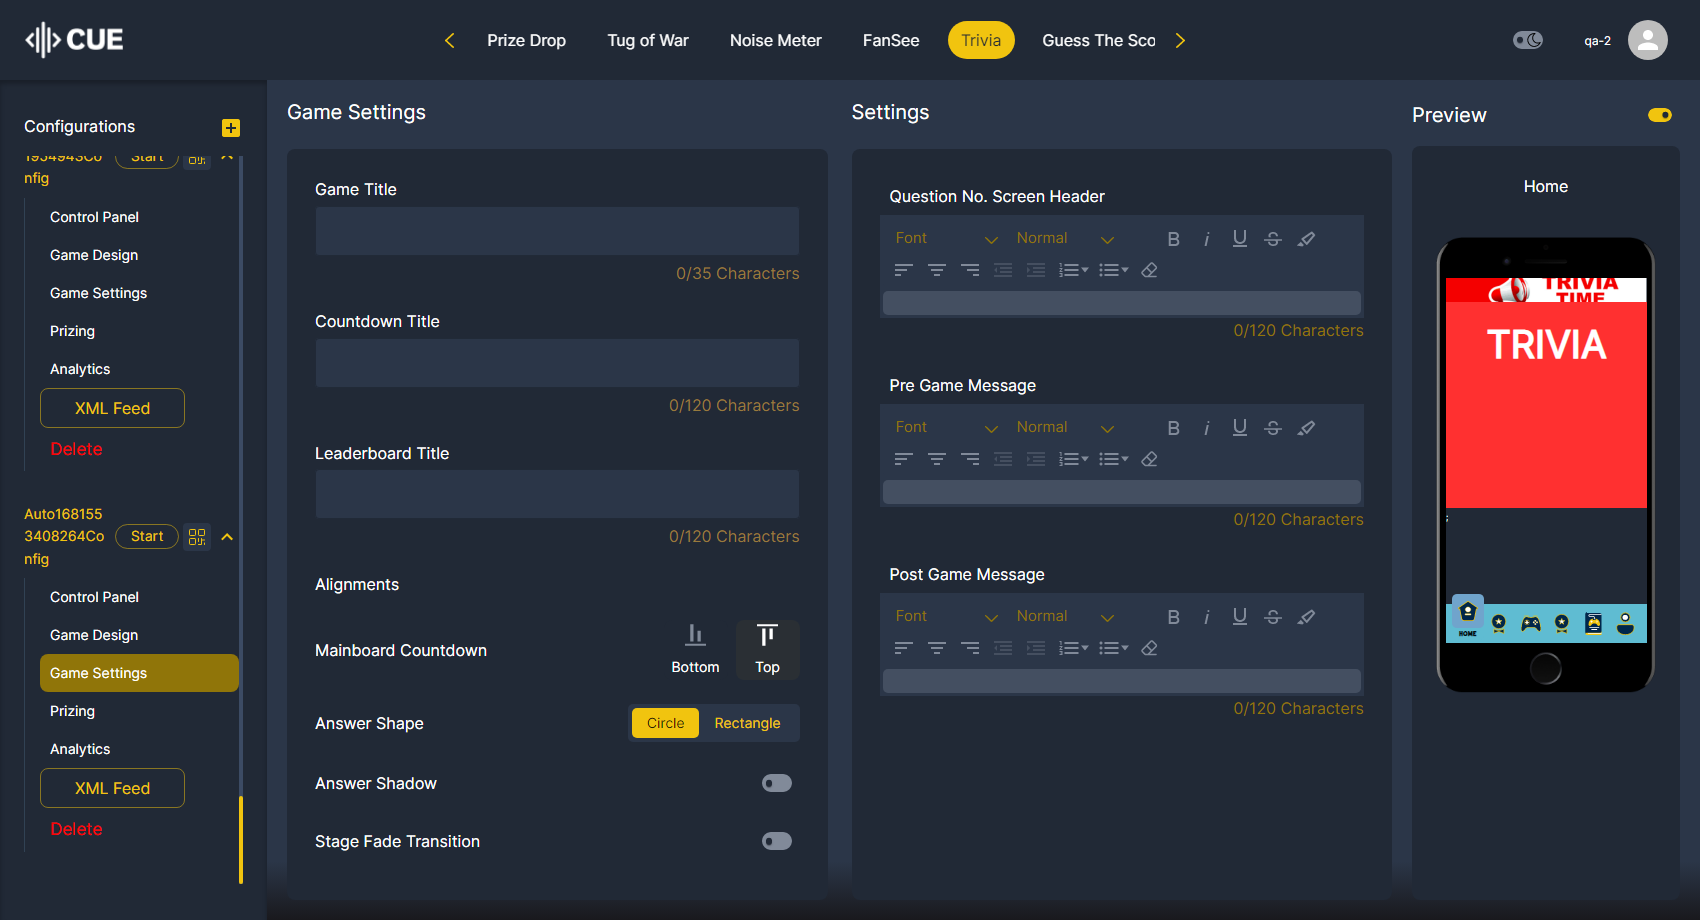 CUE
Prize Drop
Tug of War
Noise Meter
FanSee
Trivia
Guess The Sco
qa-2
Configurations
1954943Co
nfig
Start
Control Panel
Game Design
Game Settings
Prizing
Analytics
XML Feed
Delete
Auto168155
3408264Co
nfig
Start
Control Panel
Game Design
Game Settings
Prizing
Analytics
XML Feed
Delete
Game Settings
Game Title
0/35 Characters
Countdown Title
0/120 Characters
Leaderboard Title
0/120 Characters
Alignments
Mainboard Countdown
Bottom
Top
Answer Shape
Circle
Rectangle
Answer Shadow
Stage Fade Transition
Settings
Question No. Screen Header
Font
Normal
0/120 Characters
Pre Game Message
Font
Normal
0/120 Characters
Post Game Message
Font
Normal
0/120 Characters
Preview
Home
TRIVIA
TIME
TRIVIA
HOME